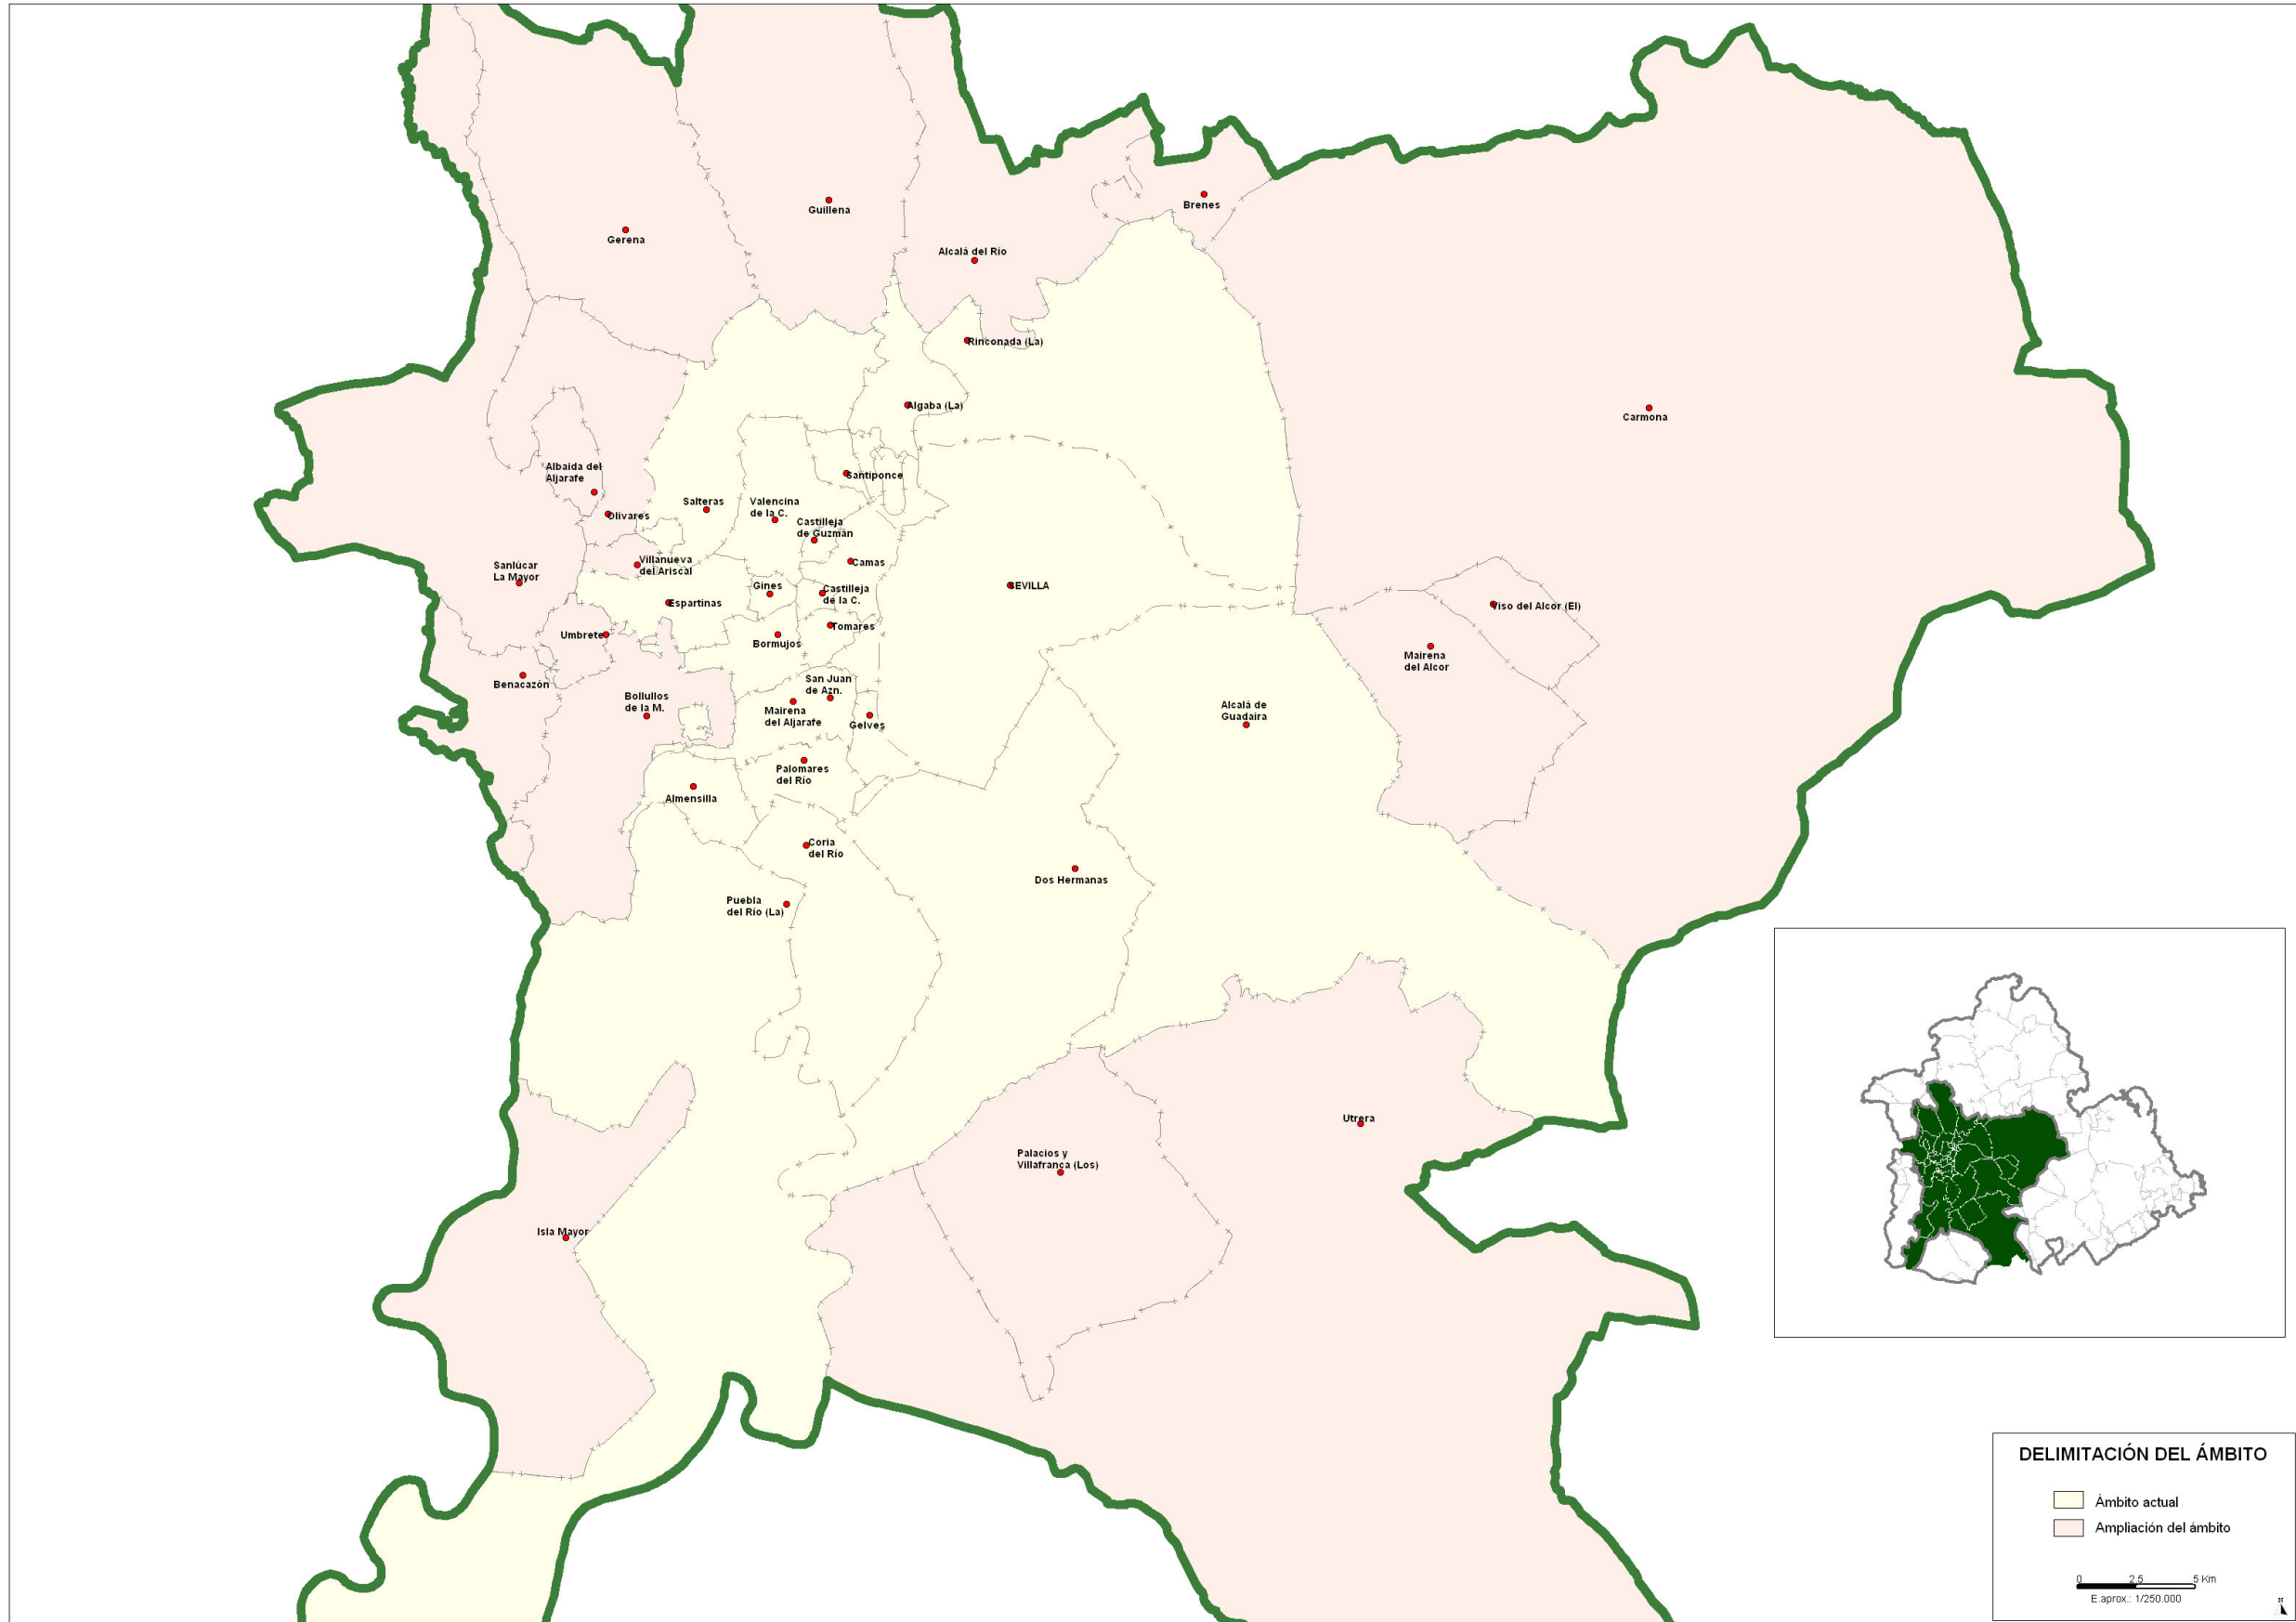 Guillena
Brenes
Gerena
Alcalá del Río
Rinconada (La)
Algaba (La)
Carmona
Albaida del
Aljarafe
Santiponce
Olivares
Salteras
Valencina
de la C.
Castilleja
de Guzmán
Sanlúcar
La Mayor
Villanueva
del Ariscal
Camas
Gines
Castilleja
de la C.
SEVILLA
Espartinas
Viso del Alcor (El)
Umbrete
Bormujos
Tomares
Mairena
del Alcor
Benacazón
Bollullos
de la M.
San Juan
de Azn.
Mairena
del Aljarafe
Gelves
Alcalá de
Guadaira
Palomares
del Río
Almensilla
Coria
del Río
Dos Hermanas
Puebla
del Río (La)
Utrera
Palacios y
Villafranca (Los)
Isla Mayor
DELIMITACIÓN DEL ÁMBITO
Ámbito actual
Ampliación del ámbito
0 2,5 5 Km
E.aprox.: 1/250.000
N